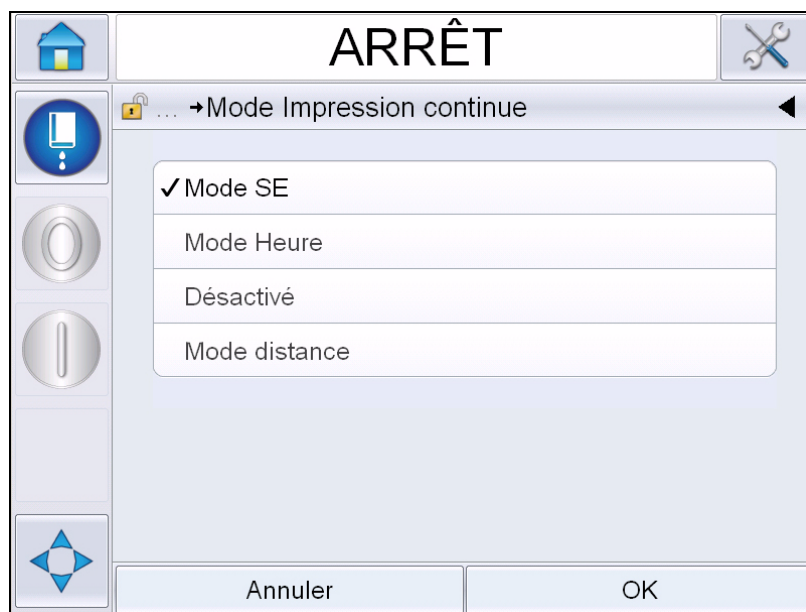 ARRÊT
... →Mode Impression continue
✓Mode SE
Mode Heure
Désactivé
Mode distance
Annuler
OK